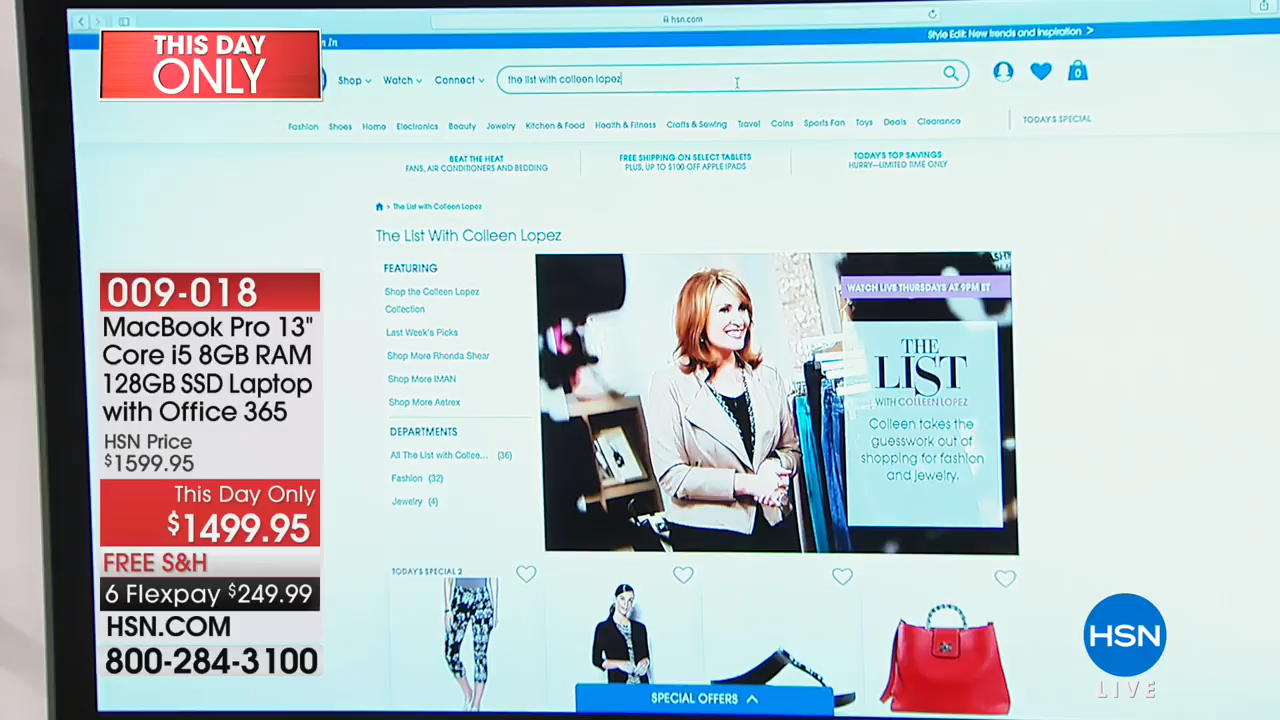 hsn.com
Style Edit: New trends and inspiration >
THIS DAY
ONLY
n In
Shop
Watch
Connect
the list with colleen lopez
0
Fashion Shoes Home Electronics Beauty Jewelry Kitchen & Food Health & Fitness Crafts & Sewing Travel Coins Sports Fan Toys Deals Clearance
TODAY'S SPECIAL
BEAT THE HEAT
FANS, AIR CONDITIONERS AND BEDDING
FREE SHIPPING ON SELECT TABLETS
PLUS, UP TO $100 OFF APPLE IPADS
TODAY'S TOP SAVINGS
HURRY—LIMITED TIME ONLY
> The List with Colleen Lopez
The List With Colleen Lopez
FEATURING
Shop the Colleen Lopez
Collection
Last Week's Picks
Shop More Rhonda Shear
Shop More IMAN
Shop More Aetrex
DEPARTMENTS
All The List with Collee... (36)
Fashion (32)
Jewelry (4)
WATCH LIVE THURSDAYS AT 9PM ET
THE
LIST
WITH COLLEEN LOPEZ
Colleen takes the
guesswork out of
shopping for fashion
and jewelry.
TODAY'S SPECIAL 2
SPECIAL OFFERS
009-018
MacBook Pro 13"
Core i5 8GB RAM
128GB SSD Laptop
with Office 365
HSN Price
$1599.95
This Day Only
$1499.95
FREE S&H
6 Flexpay $249.99
HSN.COM
800-284-3100
HSN
LIVE